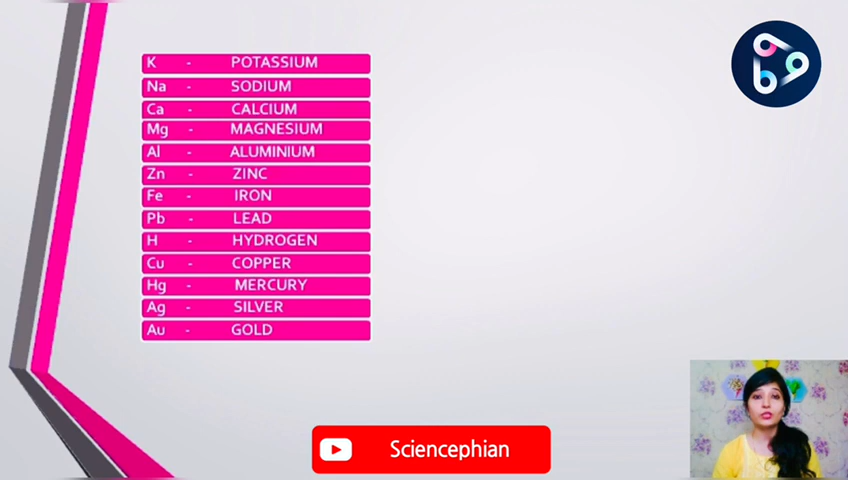 K - POTASSIUM
Na - SODIUM
Ca - CALCIUM
Mg - MAGNESIUM
Al - ALUMINIUM
Zn - ZINC
Fe - IRON
Pb - LEAD
H - HYDROGEN
Cu - COPPER
Hg - MERCURY
Ag - SILVER
Au - GOLD
Sciencephian